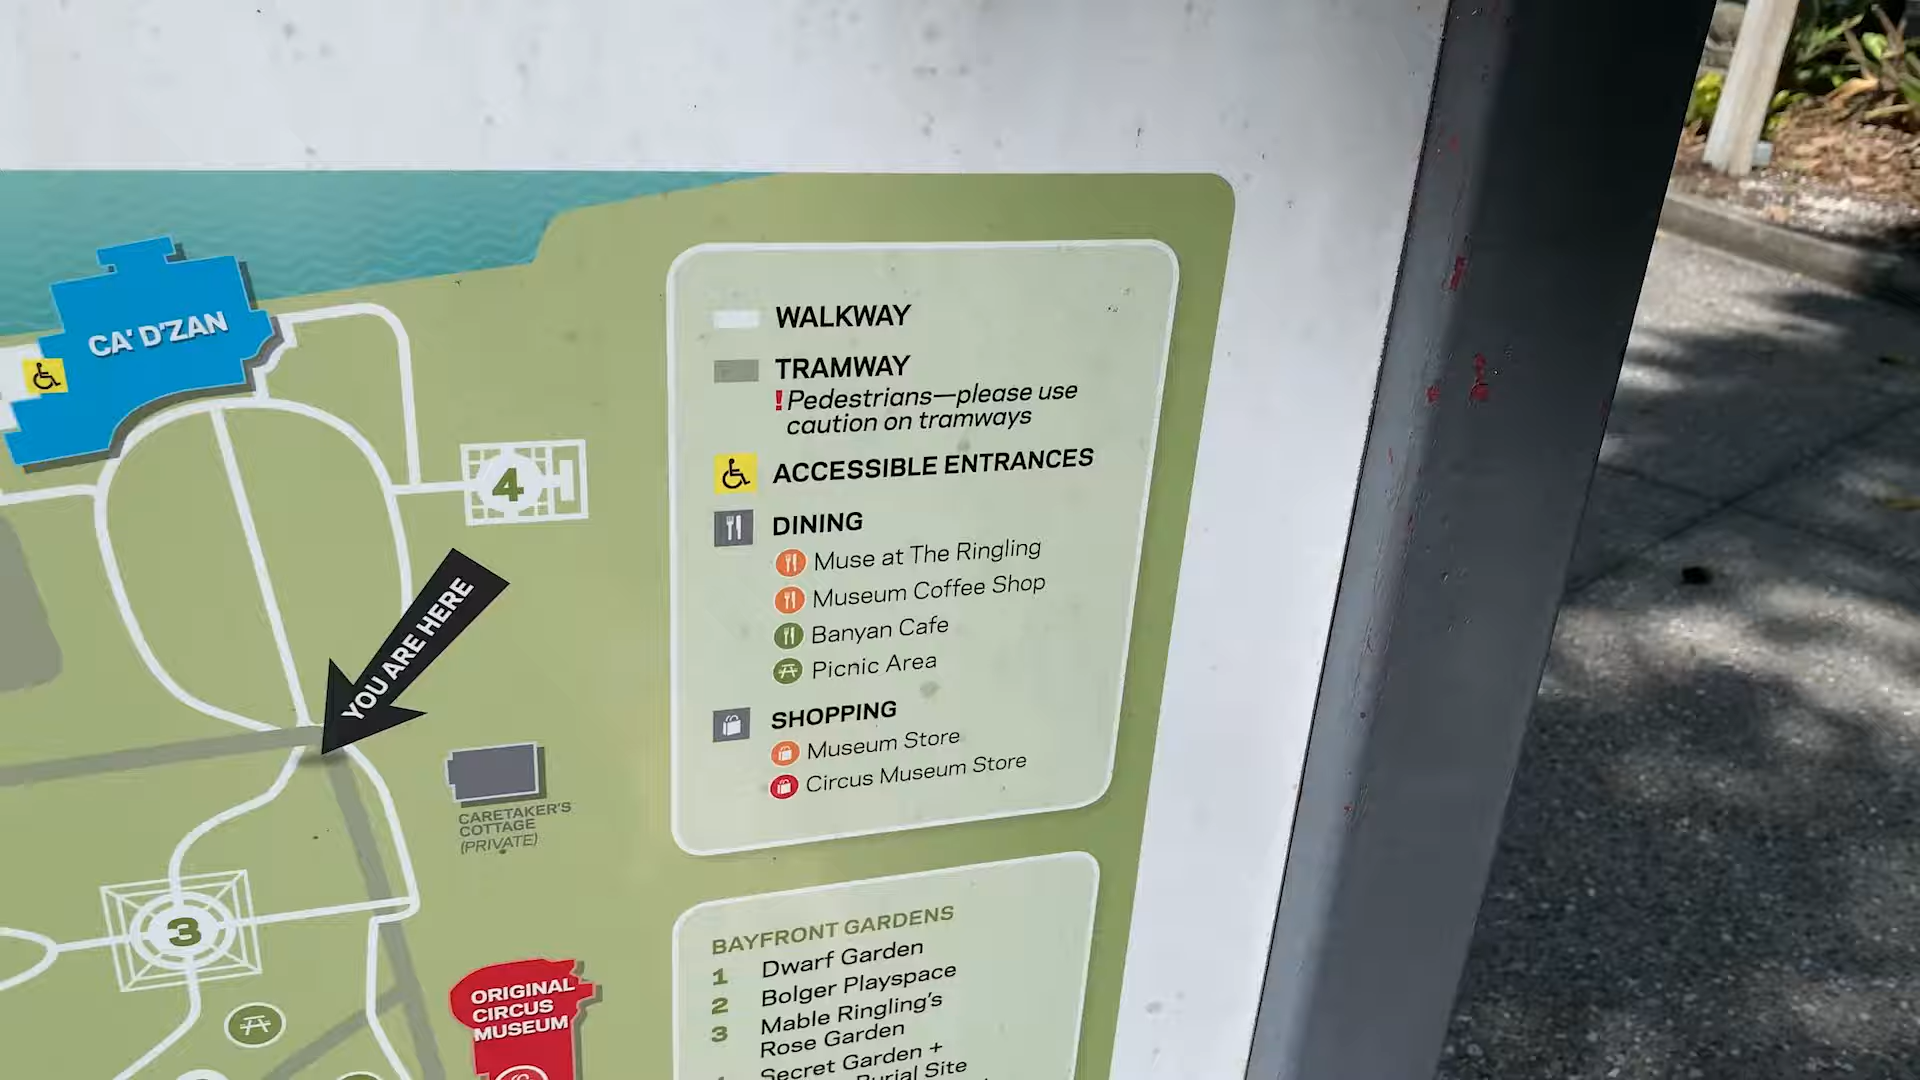 CA' D'ZAN
4
YOU ARE HERE
CARETAKER'S
COTTAGE
(PRIVATE)
3
ORIGINAL
CIRCUS
MUSEUM
WALKWAY
TRAMWAY
!Pedestrians—please use
caution on tramways
ACCESSIBLE ENTRANCES
DINING
Muse at The Ringling
Museum Coffee Shop
Banyan Cafe
Picnic Area
SHOPPING
Museum Store
Circus Museum Store
BAYFRONT GARDENS
1 Dwarf Garden
2 Bolger Playspace
3 Mable Ringling's
Rose Garden
Secret Garden +
Burial Site